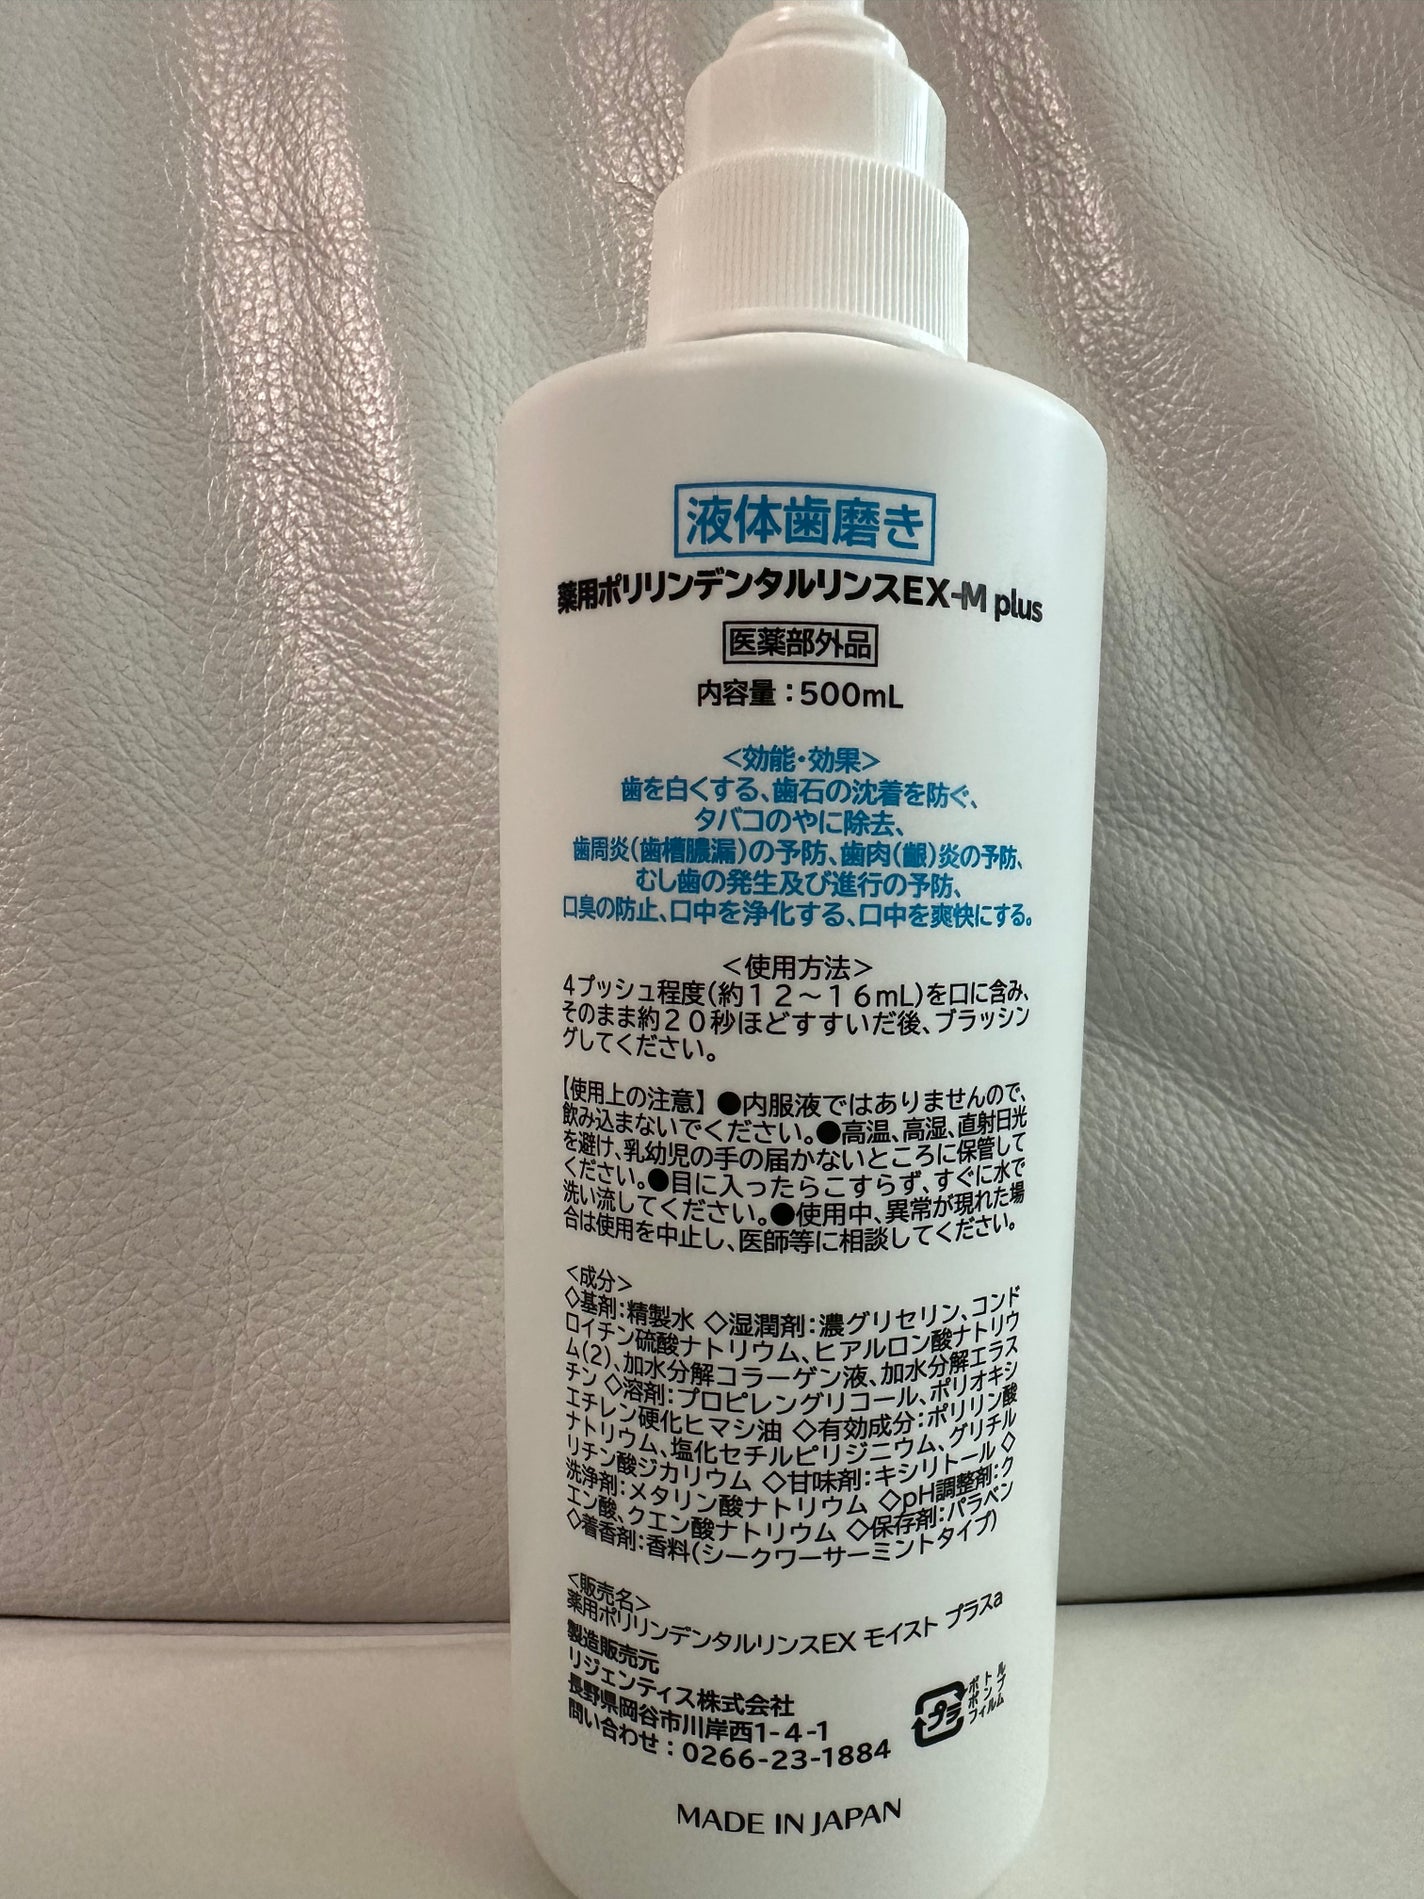 液体歯磨き
薬用ポリリンデンタルリンスEX-M plus
医薬部外品
内容量：500mL
＜効能・効果＞
歯を白くする、歯石の沈着を防ぐ、
タバコのやに除去、
歯周炎(歯槽膿漏)の予防、歯肉(齦)炎の予防、
むし歯の発生及び進行の予防、
口臭の防止、口中を浄化する、口中を爽快にする。
＜使用方法＞
4プッシュ程度(約１２〜１６mL)を口に含み、
そのまま約２０秒ほどすすいだ後、ブラッシン
グしてください。
【使用上の注意】●内服液ではありませんので、
飲み込まないでください。●高温、高湿、直射日光
を避け、乳幼児の手の届かないところに保管して
ください。●目に入ったらこすらず、すぐに水で
洗い流してください。●使用中、異常が現れた場
合は使用を中止し、医師等に相談してください。
＜成分＞
◇基剤：精製水 ◇湿潤剤：濃グリセリン、コンド
ロイチン硫酸ナトリウム、ヒアルロン酸ナトリウ
ム(2)、加水分解コラーゲン液、加水分解エラス
チン ◇溶剤：プロピレングリコール、ポリオキシ
エチレン硬化ヒマシ油 ◇有効成分：ポリリン酸
ナトリウム、塩化セチルピリジニウム、グリチル
リチン酸ジカリウム ◇甘味剤：キシリトール ◇
洗浄剤：メタリン酸ナトリウム ◇pH調整剤：ク
エン酸、クエン酸ナトリウム ◇保存剤：パラベン
◇着香剤：香料(シークワーサーミントタイプ)
＜販売名＞
薬用ポリリンデンタルリンスEX モイスト プラスa
製造販売元
リジェンティス株式会社
長野県岡谷市川岸西1-4-1
問い合わせ：0266-23-1884
プラ
ボトル
ポンプ
フィルム
MADE IN JAPAN